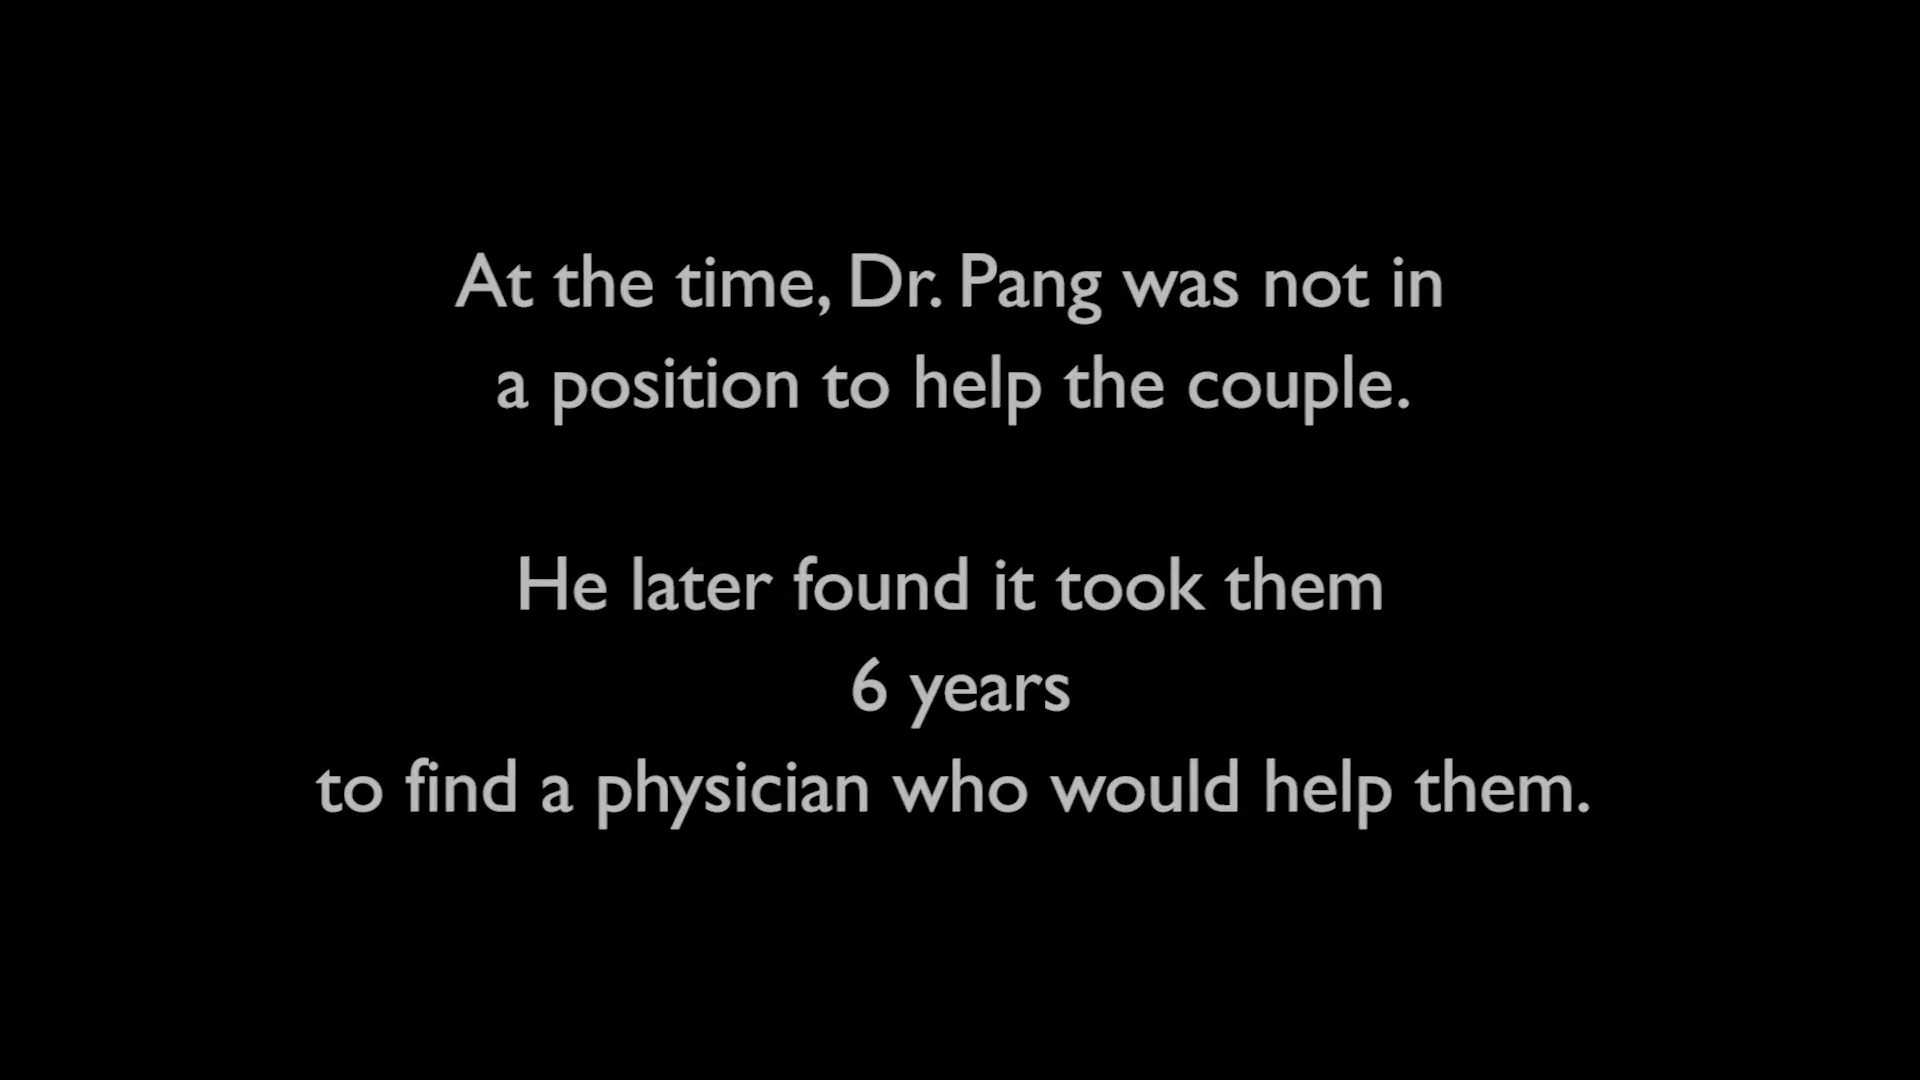 At the time, Dr. Pang was not in
a position to help the couple.
He later found it took them
6 years
to find a physician who would help them.